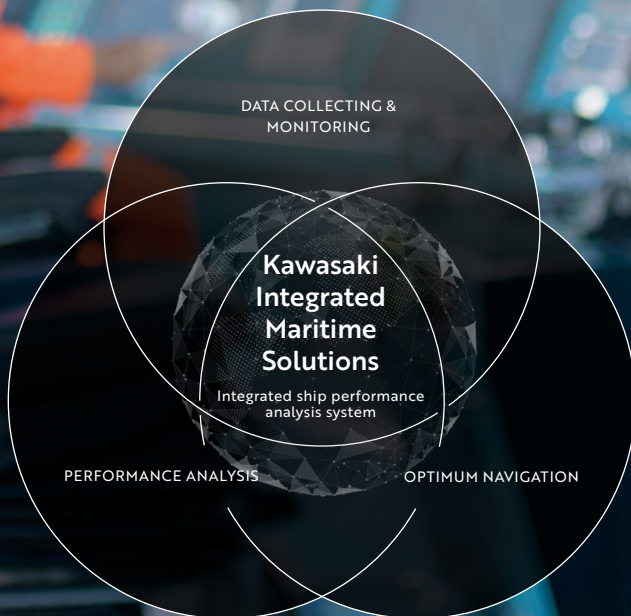 DATA COLLECTING &
MONITORING
Kawasaki
Integrated
Maritime
Solutions
Integrated ship performance
analysis system
PERFORMANCE ANALYSIS
OPTIMUM NAVIGATION